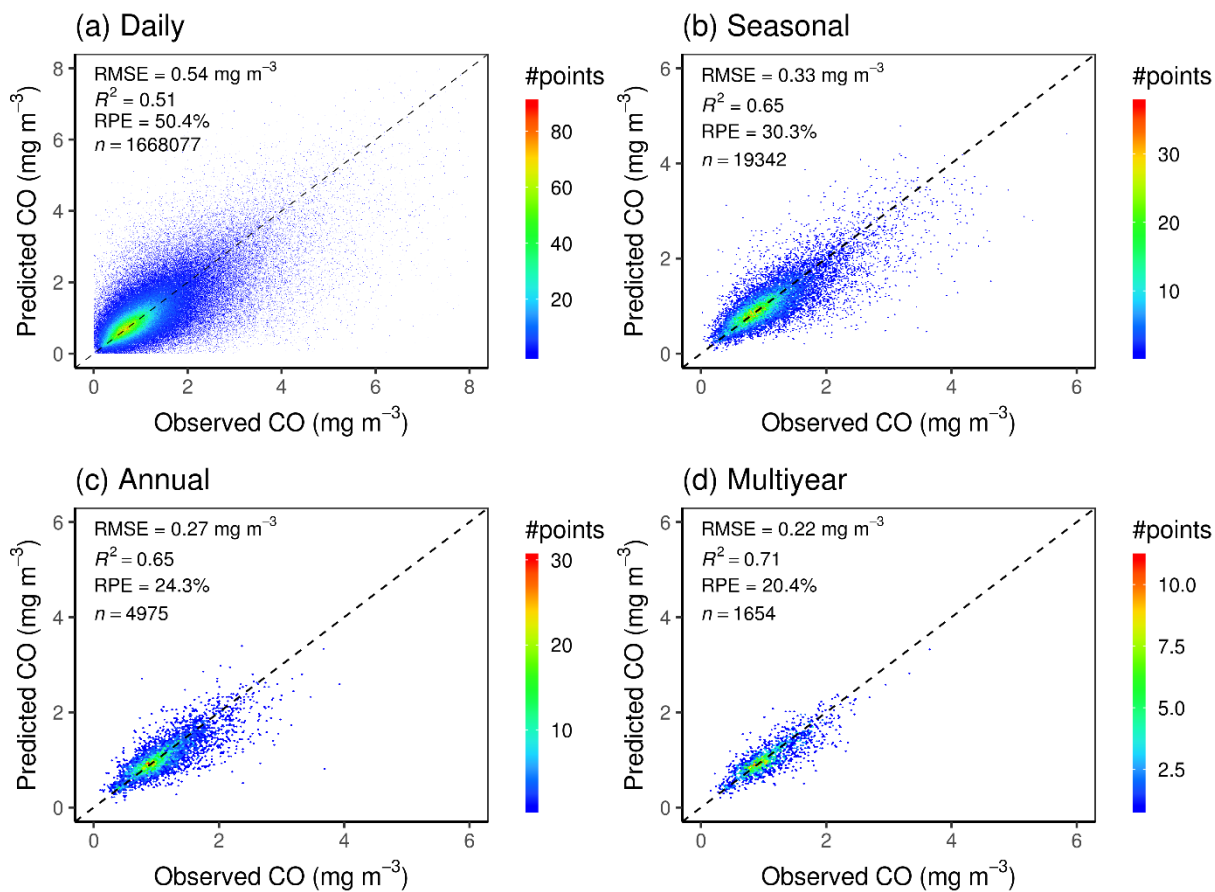 (a) Daily
RMSE = 0.54 mg m⁻³
R² = 0.51
RPE = 50.4%
n = 1668077
8
6
4
2
0
0 2 4 6 8
Predicted CO (mg m⁻³)
Observed CO (mg m⁻³)
#points
80
60
40
20
(b) Seasonal
RMSE = 0.33 mg m⁻³
R² = 0.65
RPE = 30.3%
n = 19342
6
4
2
0
0 2 4 6
Predicted CO (mg m⁻³)
Observed CO (mg m⁻³)
#points
30
20
10
(c) Annual
RMSE = 0.27 mg m⁻³
R² = 0.65
RPE = 24.3%
n = 4975
6
4
2
0
0 2 4 6
Predicted CO (mg m⁻³)
Observed CO (mg m⁻³)
#points
30
20
10
(d) Multiyear
RMSE = 0.22 mg m⁻³
R² = 0.71
RPE = 20.4%
n = 1654
6
4
2
0
0 2 4 6
Predicted CO (mg m⁻³)
Observed CO (mg m⁻³)
#points
10.0
7.5
5.0
2.5